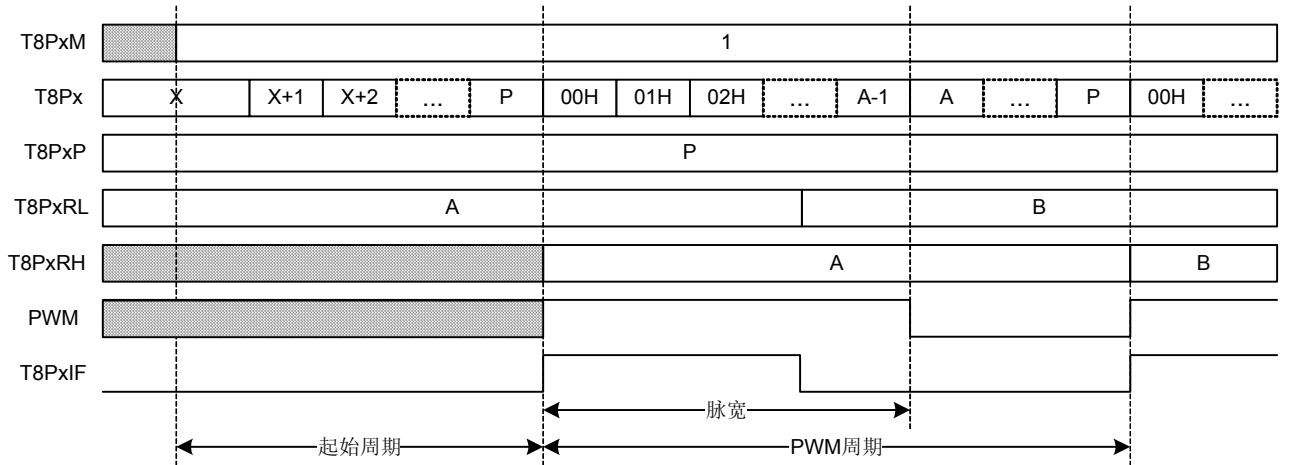 T8PxM 1
T8Px X X+1 X+2 ... P 00H 01H 02H ... A-1 A ... P 00H ...
T8PxP P
T8PxRL A B
T8PxRH A B
PWM
T8PxIF
脉宽
起始周期 PWM周期